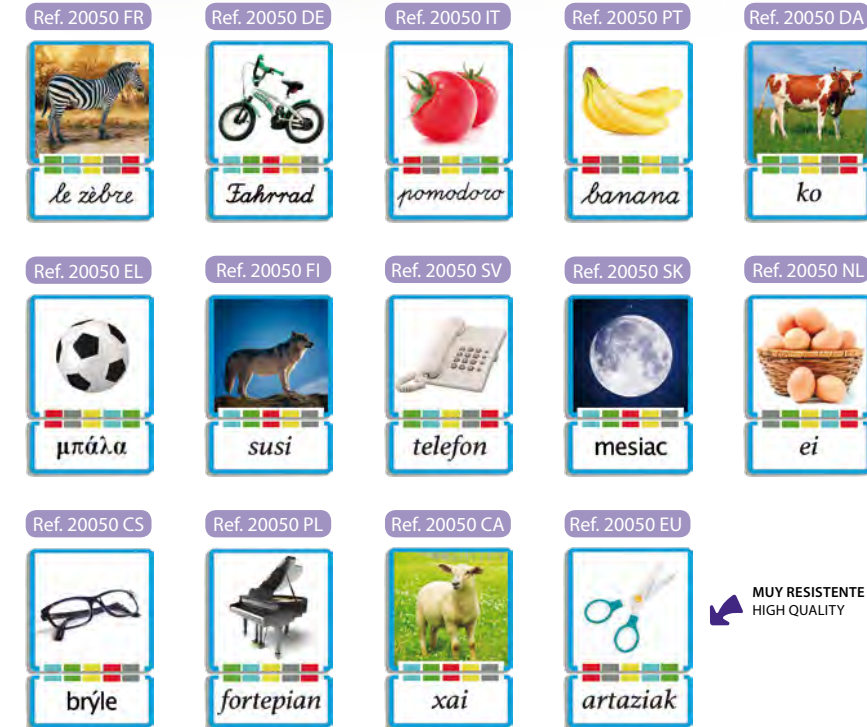 Ref. 20050 FR
Ref. 20050 DE
Ref. 20050 IT
Ref. 20050 PT
Ref. 20050 DA
le zèbre
Fahrrad
pomodoro
banana
ko
Ref. 20050 EL
Ref. 20050 FI
Ref. 20050 SV
Ref. 20050 SK
Ref. 20050 NL
μπάλα
susi
telefon
mesiac
ei
Ref. 20050 CS
Ref. 20050 PL
Ref. 20050 CA
Ref. 20050 EU
MUY RESISTENTE
HIGH QUALITY
brýle
fortepian
xai
artaziak